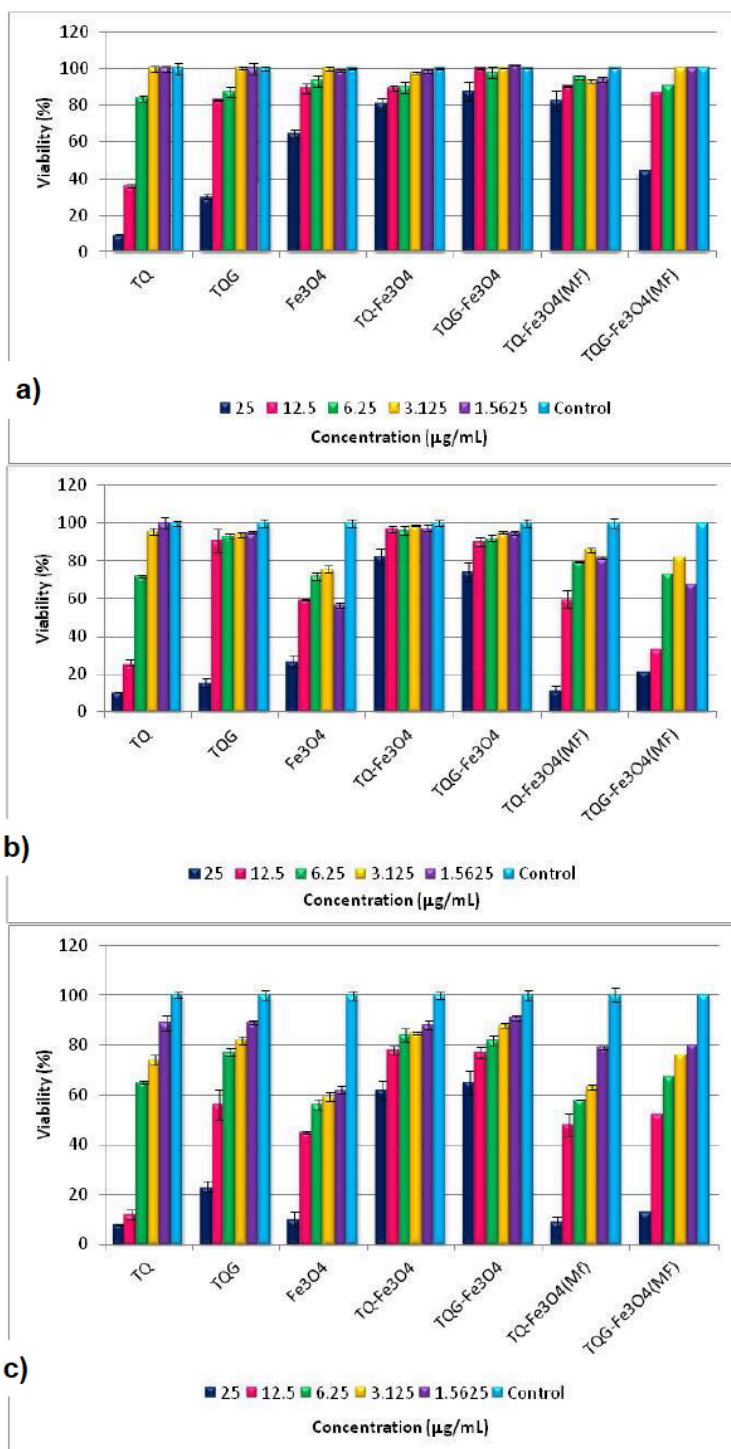 120
100
80
60
40
20
0
Viability (%)
TQ
TQG
Fe3O4
TQ-Fe3O4
TQG-Fe3O4
TQ-Fe3O4(MF)
TQG-Fe3O4(MF)
a)
25 12.5 6.25 3.125 1.5625 Control
Concentration (µg/mL)
120
100
80
60
40
20
0
Viability (%)
TQ
TQG
Fe3O4
TQ-Fe3O4
TQG-Fe3O4
TQ-Fe3O4(MF)
TQG-Fe3O4(MF)
b)
25 12.5 6.25 3.125 1.5625 Control
Concentration (µg/mL)
120
100
80
60
40
20
0
Viability (%)
TQ
TQG
Fe3O4
TQ-Fe3O4
TQG-Fe3O4
TQ-Fe3O4(Mf)
TQG-Fe3O4(MF)
c)
25 12.5 6.25 3.125 1.5625 Control
Concentration (µg/mL)